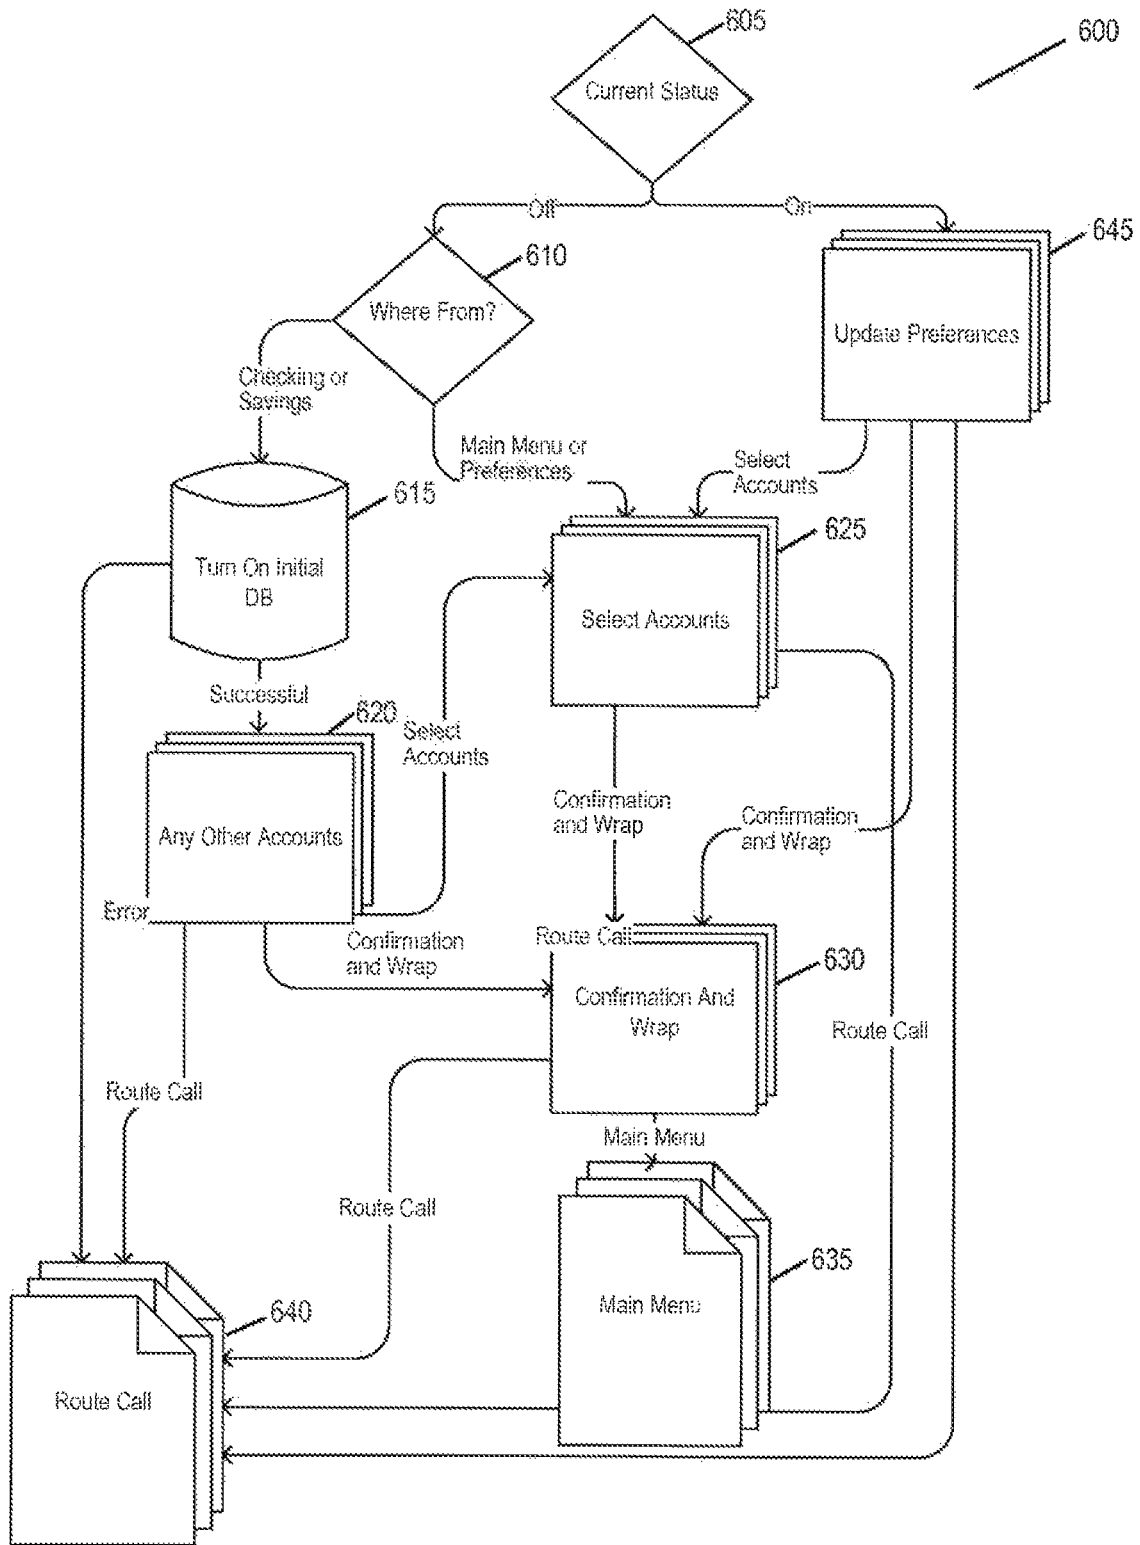 605
600
Current Status
Off
On
610
645
Where From?
Update Preferences
Checking or
Savings
Main Menu or
Preferences
Select
Accounts
615
625
Turn On Initial
DB
Select Accounts
Successful
620
Select
Accounts
Confirmation
and Wrap
Confirmation
and Wrap
Any Other Accounts
Error
Confirmation
and Wrap
Route Call
630
Confirmation And
Wrap
Route Call
Route Call
Main Menu
Route Call
635
Main Menu
640
Route Call